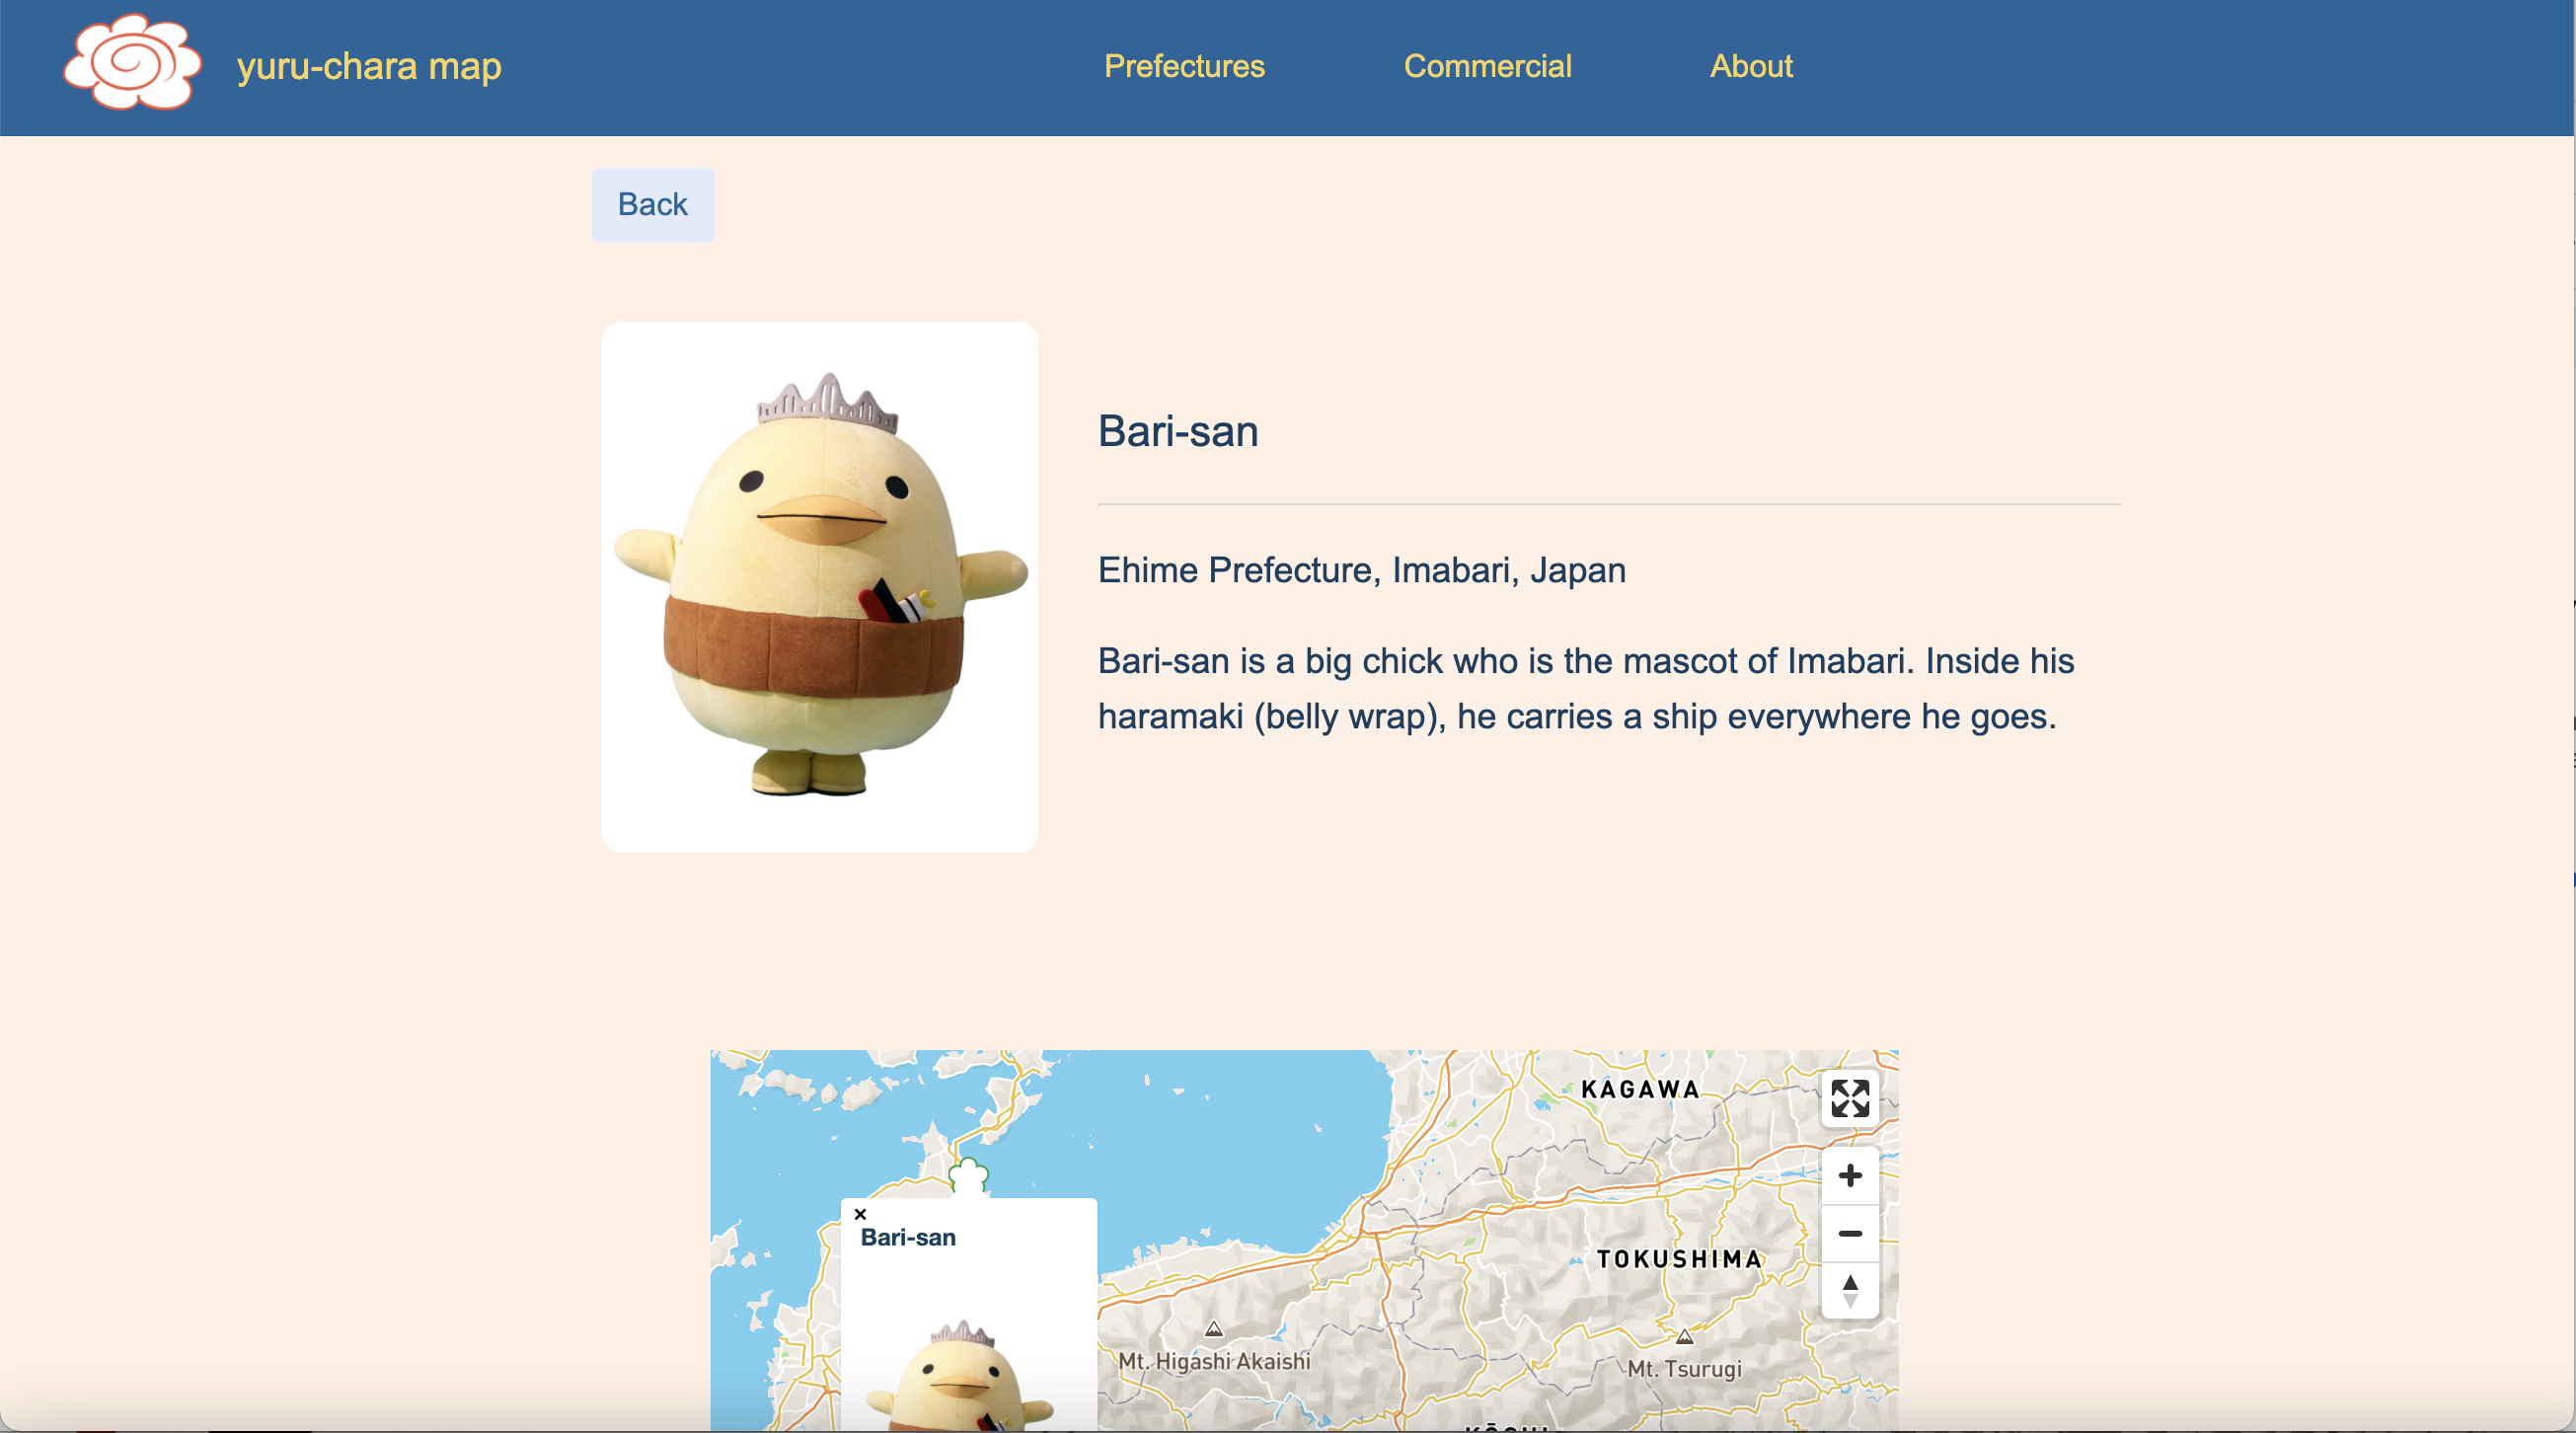 yuru-chara map
Prefectures
Commercial
About
Back
Bari-san
Ehime Prefecture, Imabari, Japan
Bari-san is a big chick who is the mascot of Imabari. Inside his
haramaki (belly wrap), he carries a ship everywhere he goes.
KAGAWA
×
Bari-san
TOKUSHIMA
Mt. Higashi Akaishi
Mt. Tsurugi